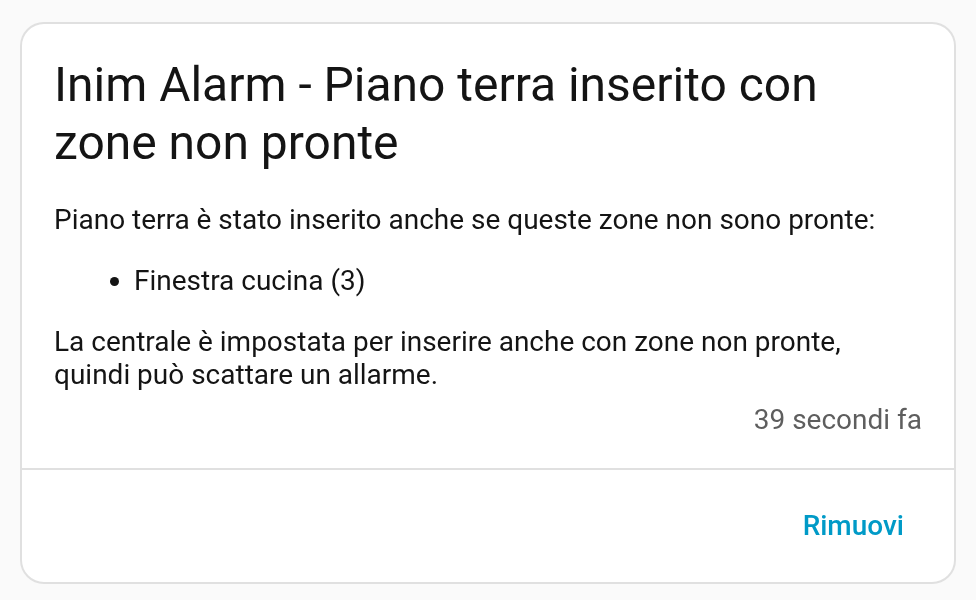 Inim Alarm - Piano terra inserito con
zone non pronte
Piano terra è stato inserito anche se queste zone non sono pronte:
• Finestra cucina (3)
La centrale è impostata per inserire anche con zone non pronte,
quindi può scattare un allarme.
39 secondi fa
Rimuovi